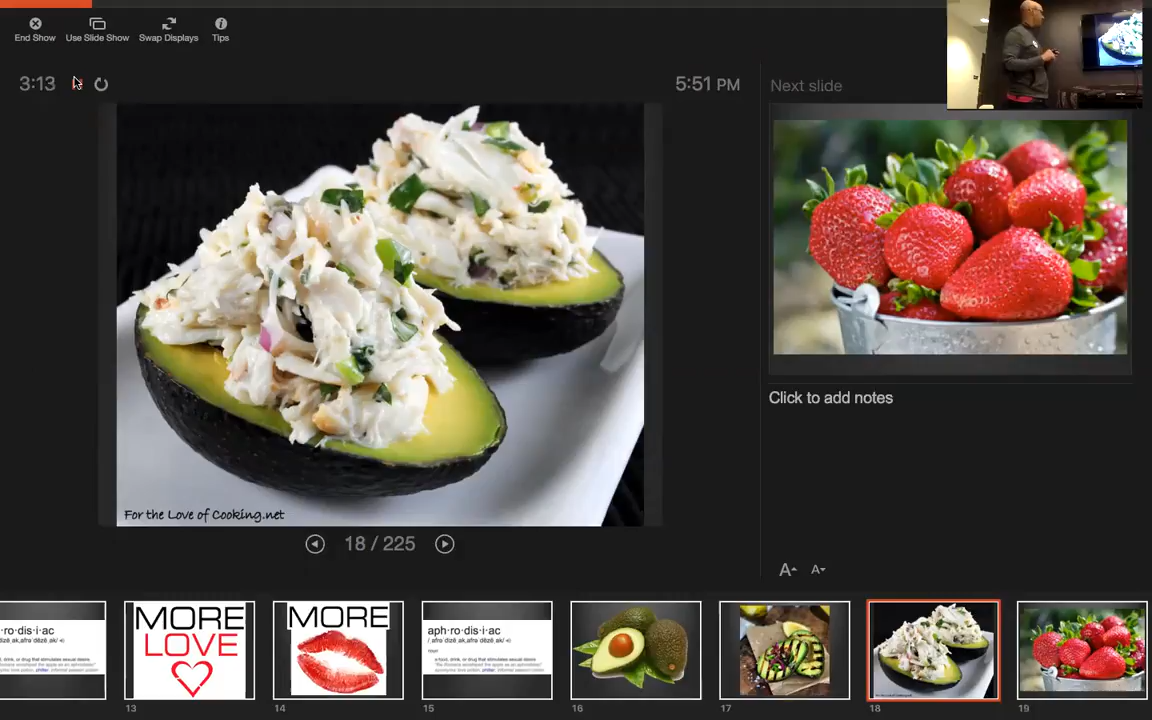 End Show
Use Slide Show
Swap Displays
Tips
3:13
5:51 PM
Next slide
For the Love of Cooking.net
Click to add notes
18 / 225
A A
·ro·dis·i·ac
MORE
LOVE
MORE
aph·ro·dis·i·ac
noun
13
14
15
16
17
18
19